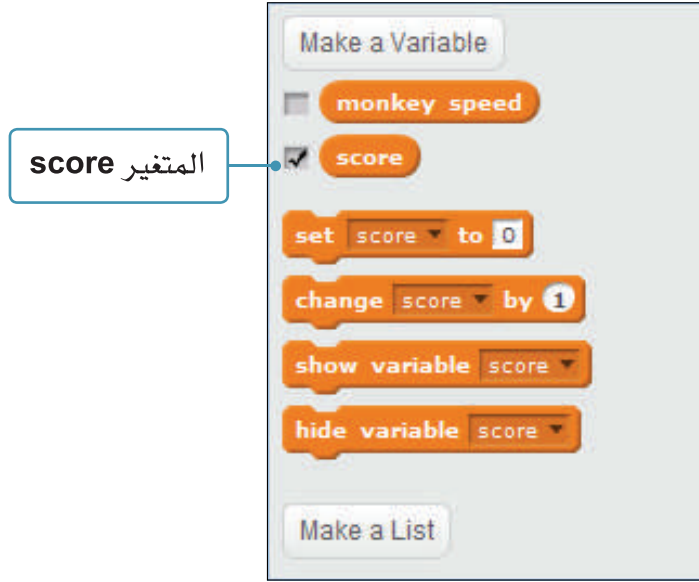 Make a Variable
monkey speed
المتغير score
score
set score to 0
change score by 1
show variable score
hide variable score
Make a List